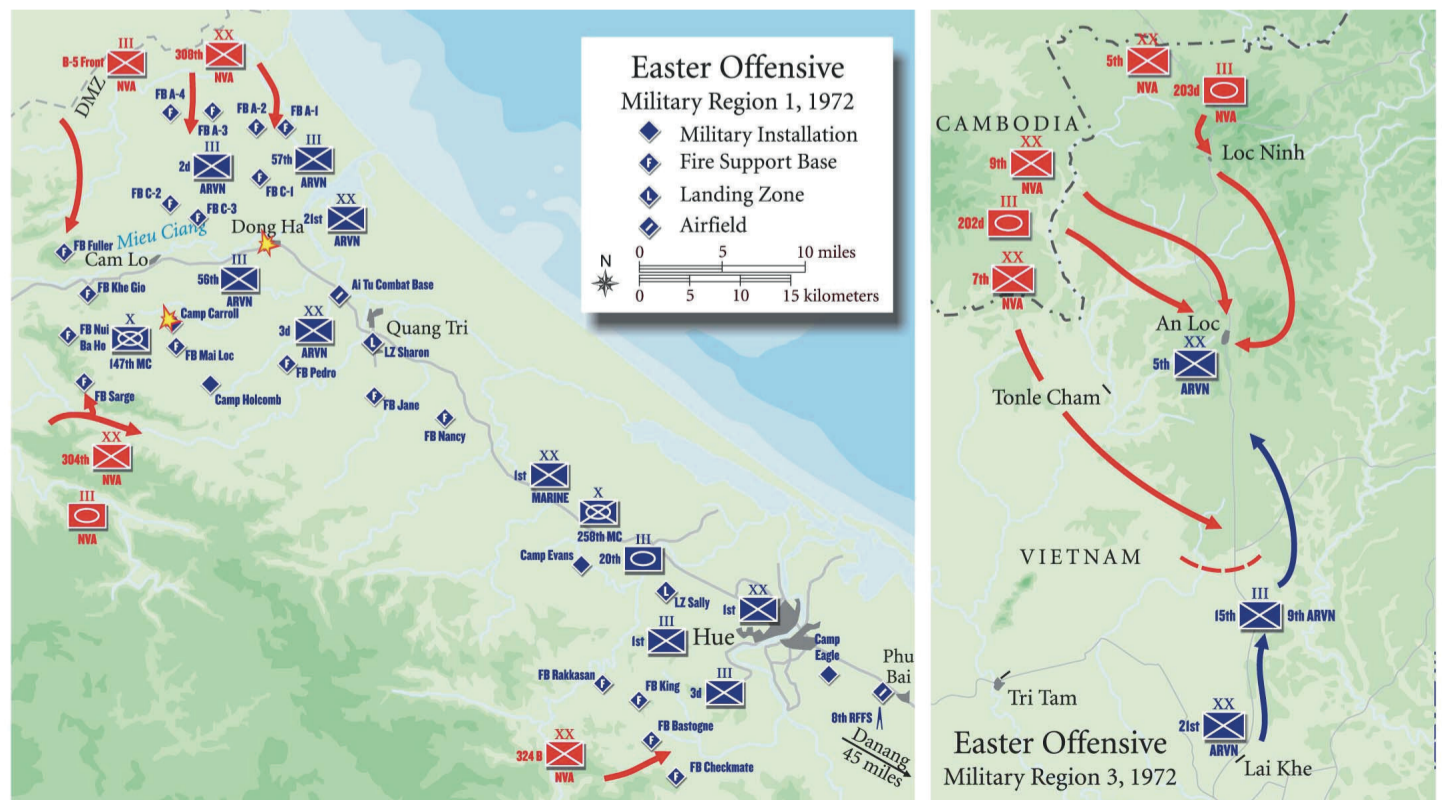 III
B-5 Front
NVA
XX
308th
NVA
DMZ
FB A-4
FB A-3
FB A-2
FB A-1
III
2d
ARVN
III
57th
ARVN
FB C-1
FB C-2
FB C-3
XX
21st
ARVN
Mieu Ciang
Dong Ha
FB Fuller
Cam Lo
III
56th
ARVN
FB Khe Gio
Ai Tu Combat Base
Camp Carroll
FB Nui
Ba Ho
X
147th MC
FB Mai Loc
XX
3d
ARVN
Quang Tri
LZ Sharon
FB Pedro
FB Sarge
Camp Holcomb
FB Jane
FB Nancy
XX
304th
NVA
III
NVA
XX
1st
MARINE
X
258th MC
Camp Evans
III
20th
LZ Sally
XX
1st
III
1st
Hue
Camp
Eagle
Phu
Bai
FB Rakkasan
FB King
III
3d
8th RFFS
FB Bastogne
XX
324 B
NVA
FB Checkmate
Danang
45 miles
Easter Offensive
Military Region 1, 1972
Military Installation
F Fire Support Base
L Landing Zone
Airfield
N
0 5 10 miles
0 5 10 15 kilometers
XX
5th
NVA
III
203d
NVA
CAMBODIA
Loc Ninh
XX
9th
NVA
III
202d
XX
7th
NVA
An Loc
XX
5th
ARVN
Tonle Cham
VIETNAM
III
15th 9th ARVN
Tri Tam
XX
21st
ARVN
Lai Khe
Easter Offensive
Military Region 3, 1972